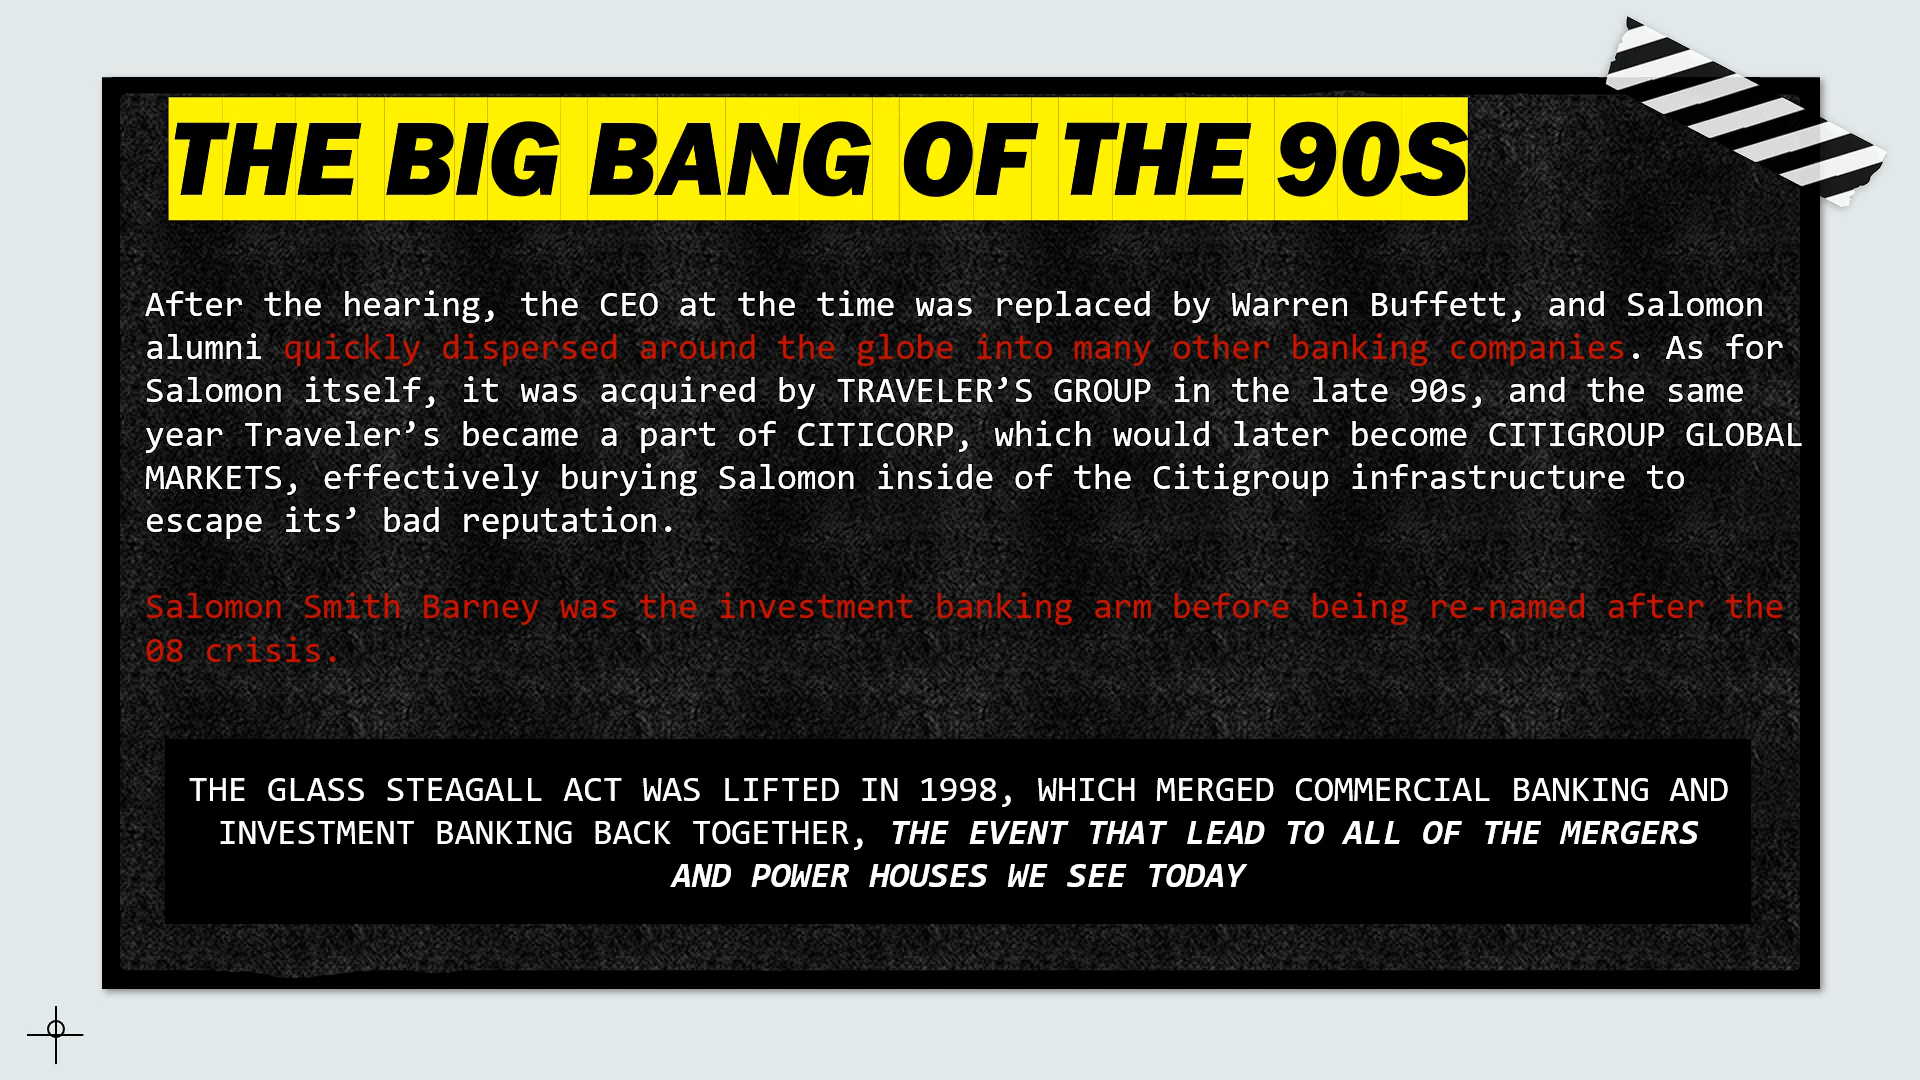 THE BIG BANG OF THE 90S
After the hearing, the CEO at the time was replaced by Warren Buffett, and Salomon
alumni quickly dispersed around the globe into many other banking companies. As for
Salomon itself, it was acquired by TRAVELER’S GROUP in the late 90s, and the same
year Traveler’s became a part of CITICORP, which would later become CITIGROUP GLOBAL
MARKETS, effectively burying Salomon inside of the Citigroup infrastructure to
escape its’ bad reputation.
Salomon Smith Barney was the investment banking arm before being re-named after the
08 crisis.
THE GLASS STEAGALL ACT WAS LIFTED IN 1998, WHICH MERGED COMMERCIAL BANKING AND
INVESTMENT BANKING BACK TOGETHER, THE EVENT THAT LEAD TO ALL OF THE MERGERS
AND POWER HOUSES WE SEE TODAY